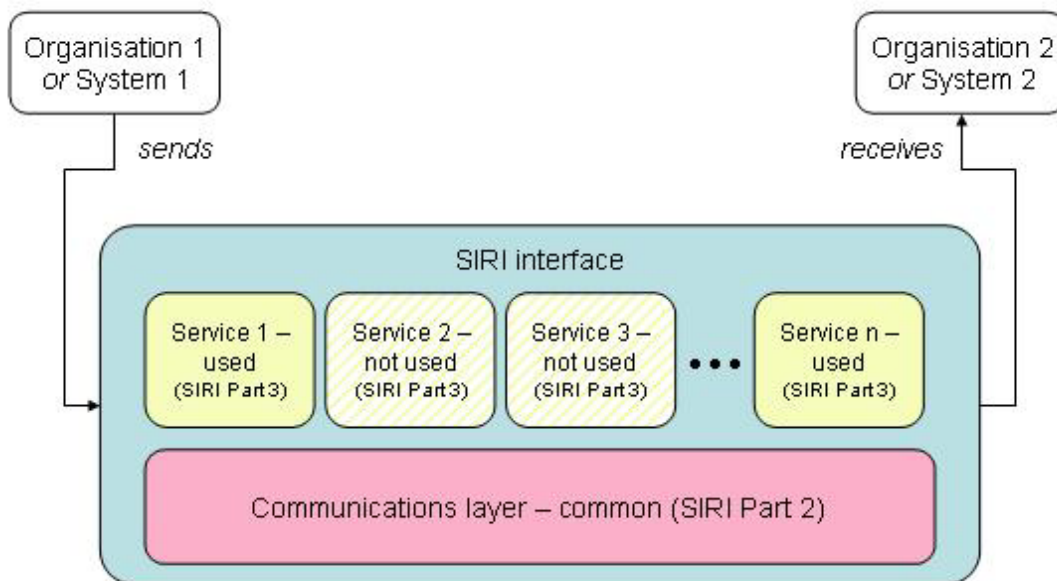 Organisation 1
or System 1
Organisation 2
or System 2
sends
receives
SIRI interface
Service 1 –
used
(SIRI Part3)
Service 2 –
not used
(SIRI Part3)
Service 3 –
not used
(SIRI Part3)
Service n –
used
(SIRI Part3)
Communications layer – common (SIRI Part 2)